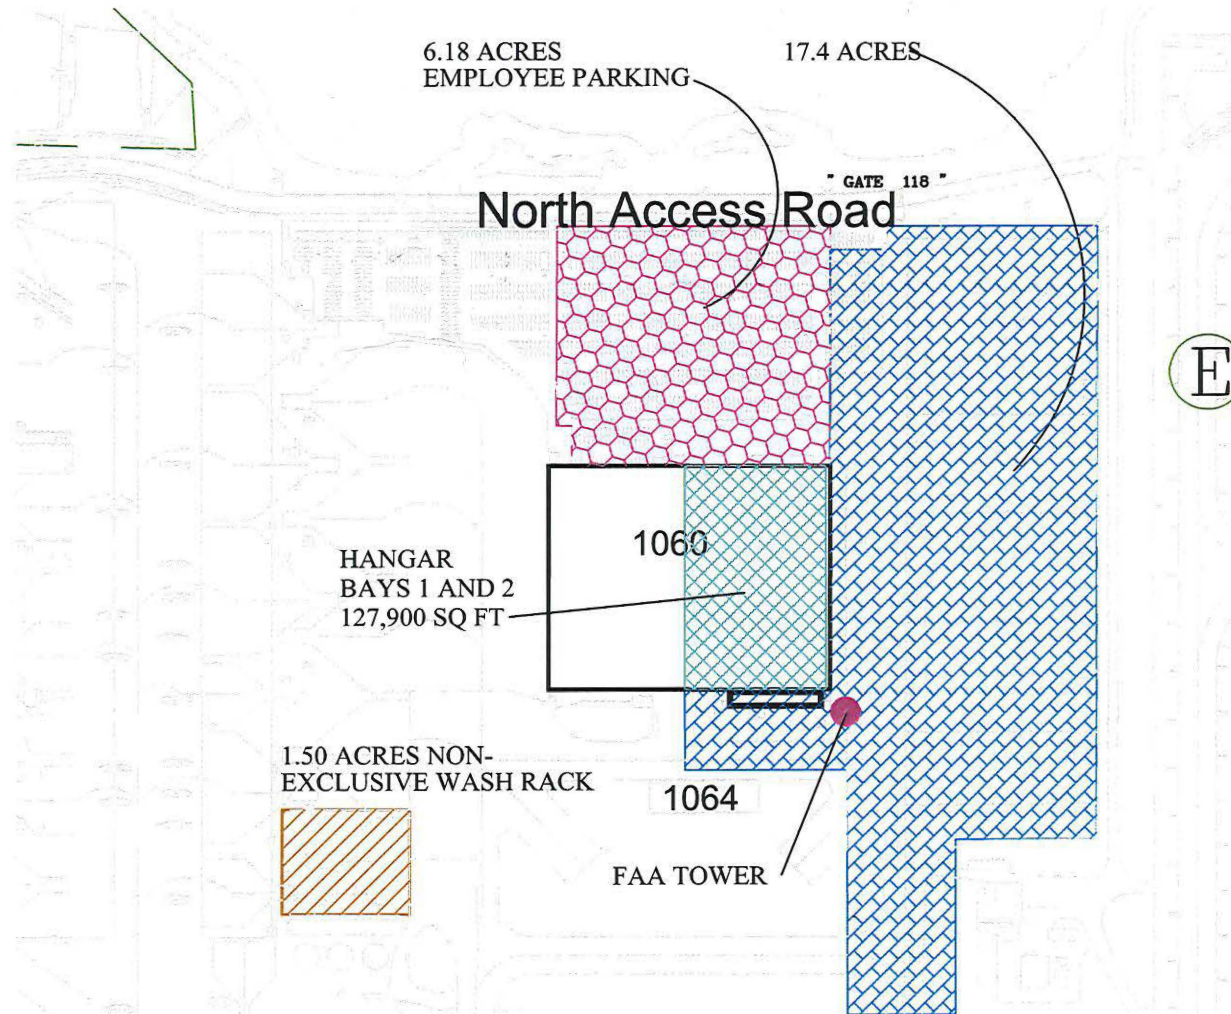 6.18 ACRES
EMPLOYEE PARKING
17.4 ACRES
" GATE 118 "
North Access Road
E
1060
HANGAR
BAYS 1 AND 2
127,900 SQ FT
1.50 ACRES NON-
EXCLUSIVE WASH RACK
1064
FAA TOWER